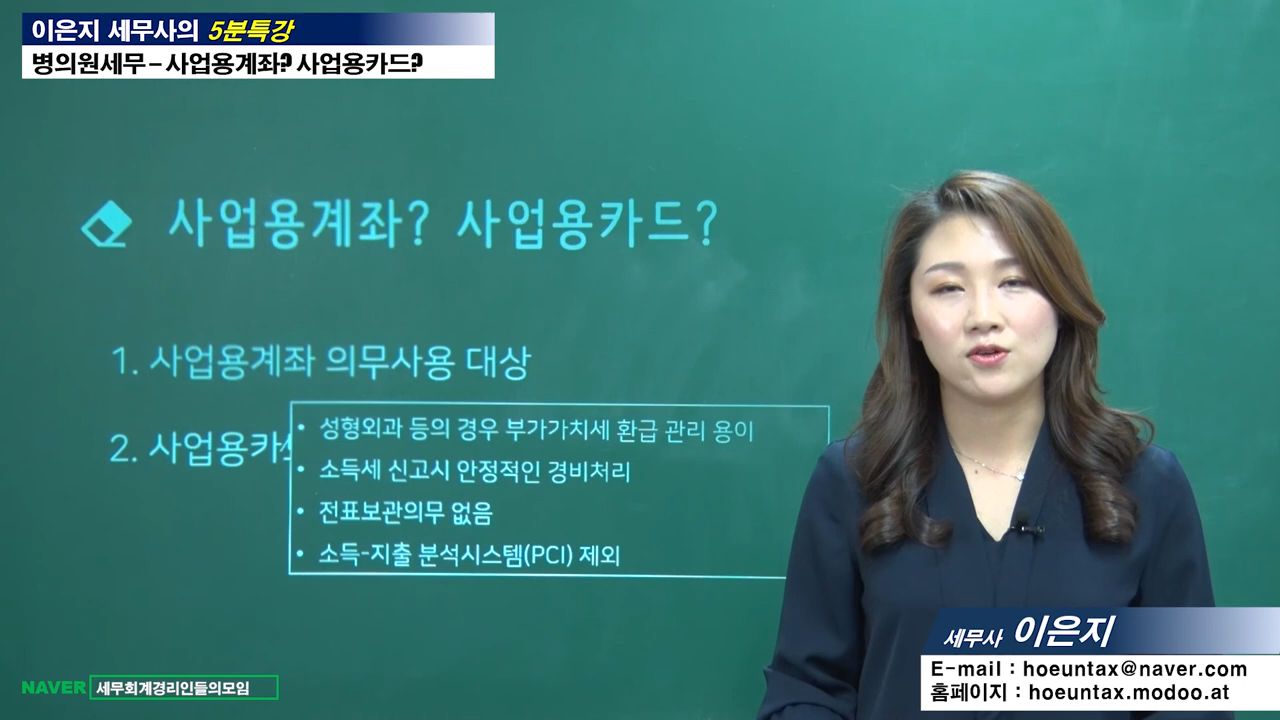 이은지 세무사의 5분특강
병의원세무 – 사업용계좌? 사업용카드?
사업용계좌? 사업용카드?
1. 사업용계좌 의무사용 대상
2. 사업용카
• 성형외과 등의 경우 부가가치세 환급 관리 용이
• 소득세 신고시 안정적인 경비처리
• 전표보관의무 없음
• 소득-지출 분석시스템(PCI) 제외
세무사 이은지
E-mail : hoeuntax@naver.com
홈페이지 : hoeuntax.modoo.at
NAVER 세무회계경리인들의모임